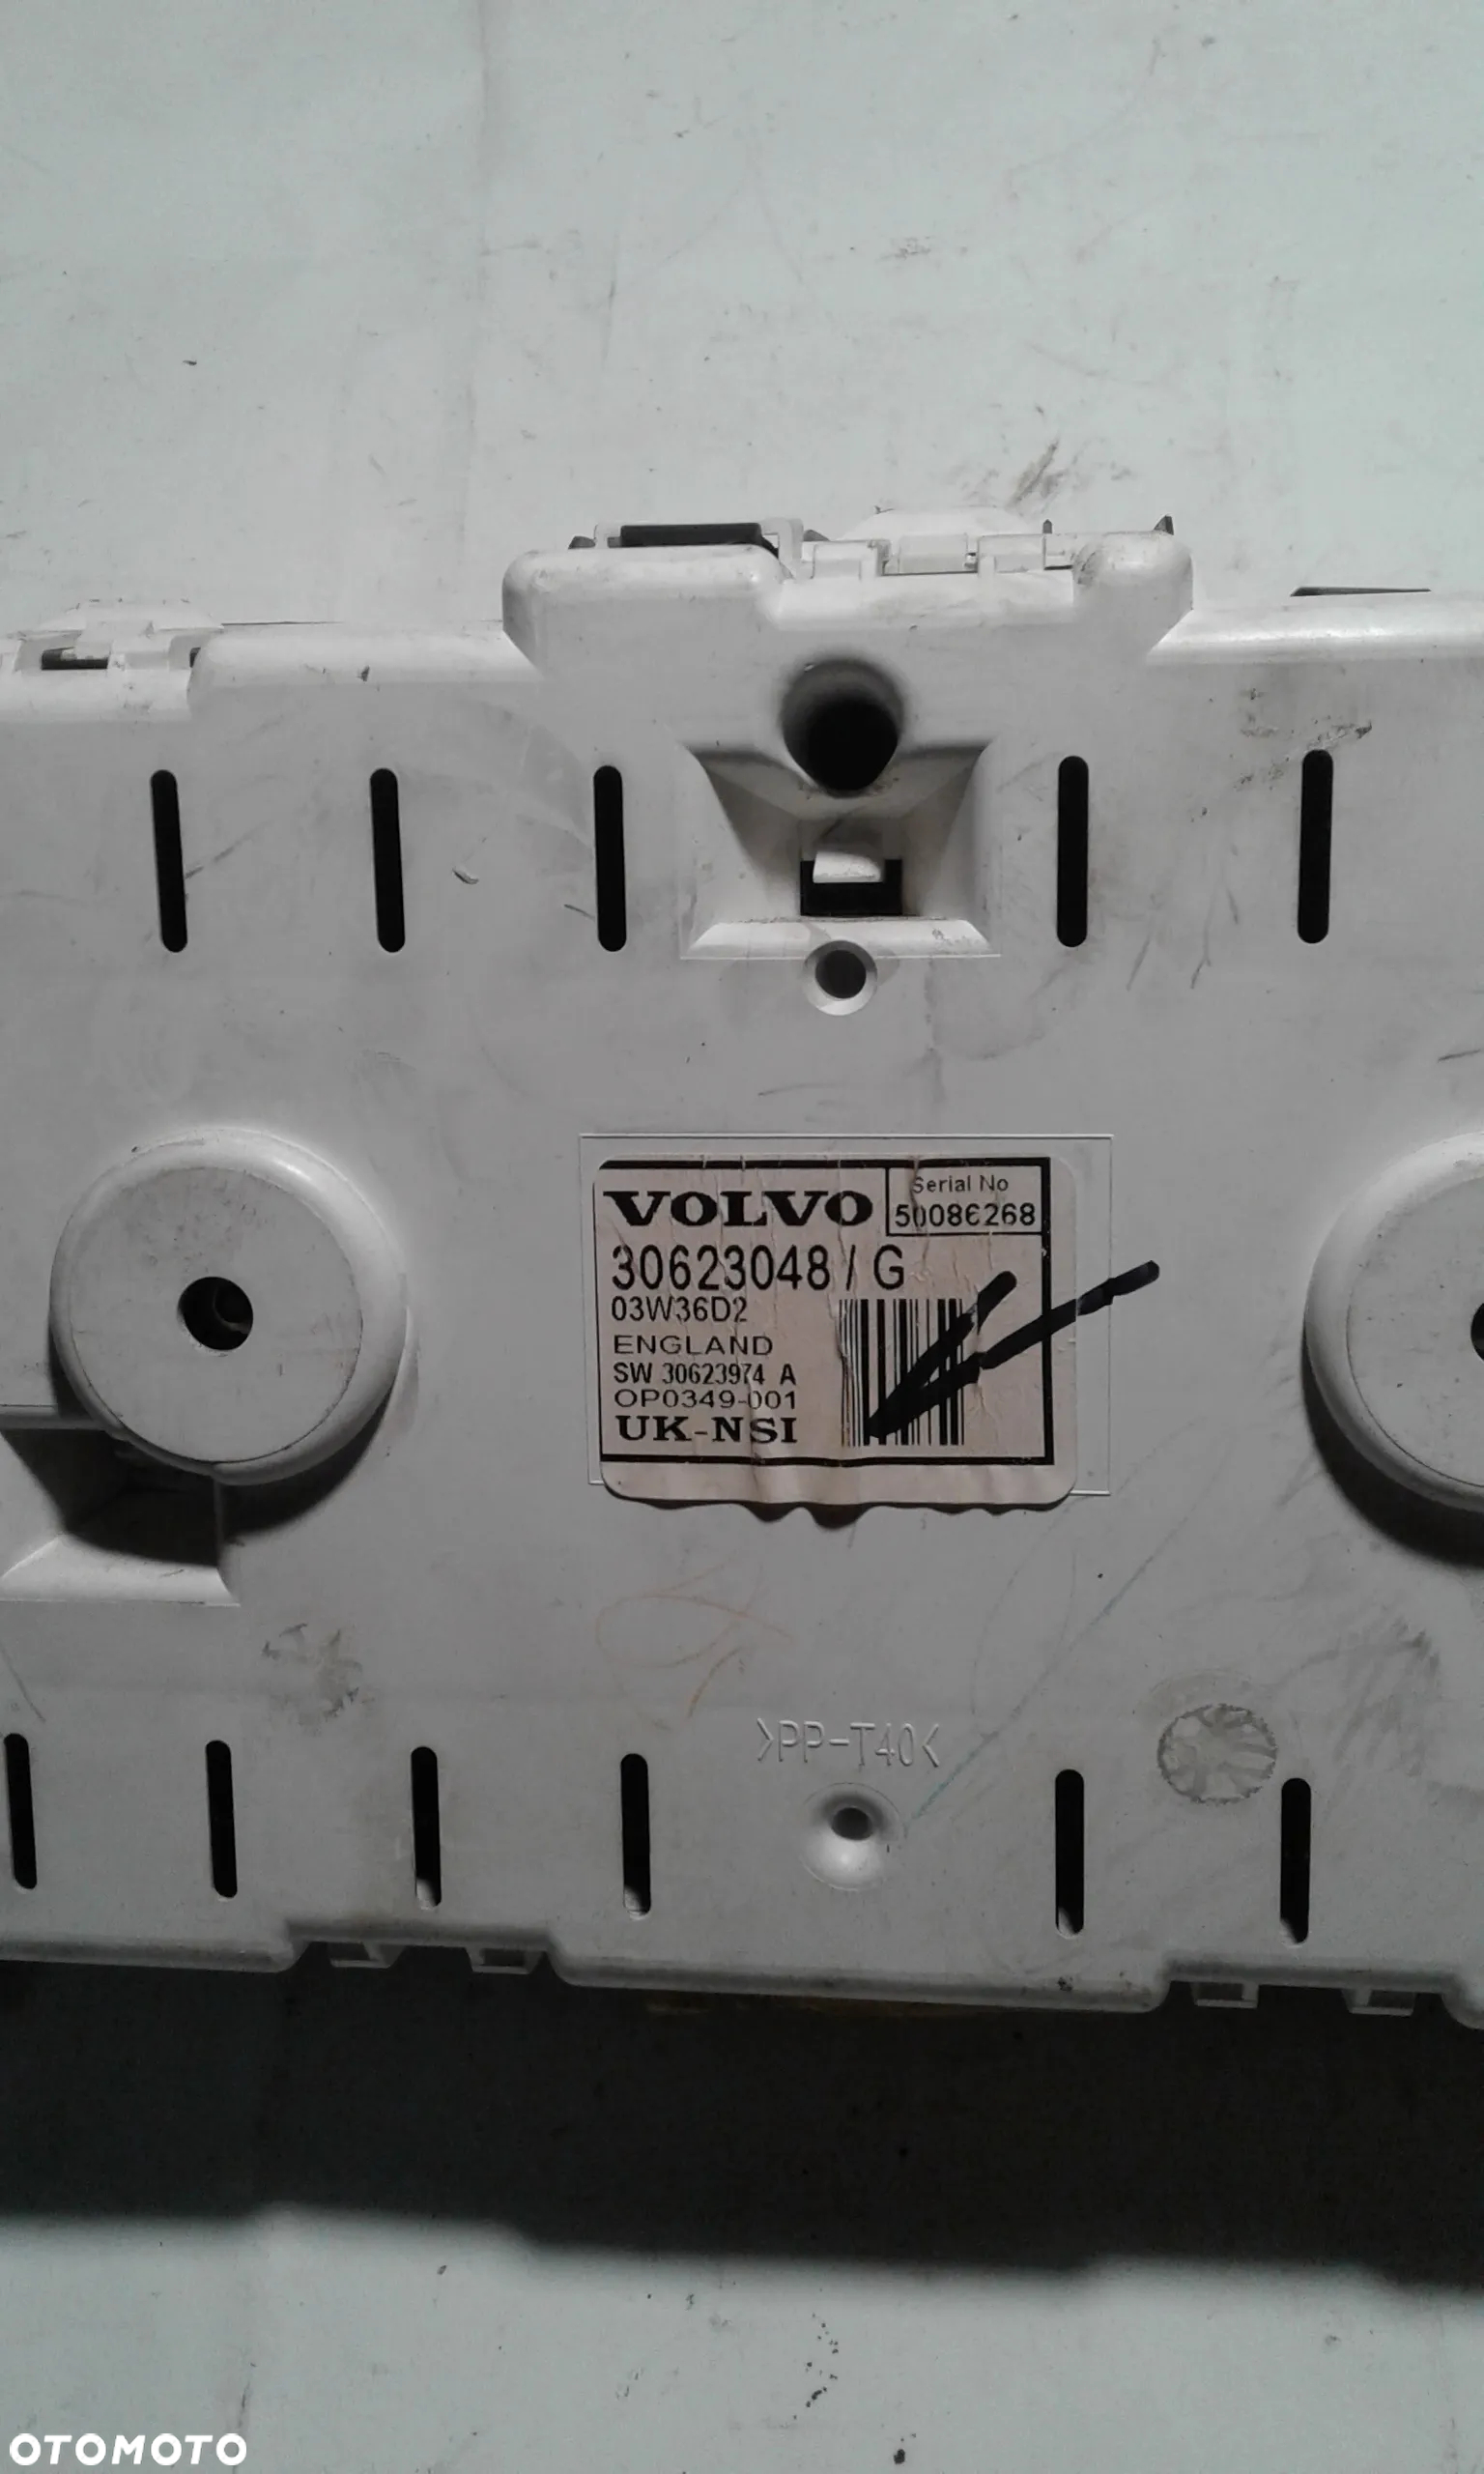 VOLVO
Serial No
50086268
30623048 / G
03W36D2
ENGLAND
SW 30623974 A
OP0349-001
UK-NSI
>PP-T40<
OTOMOTO